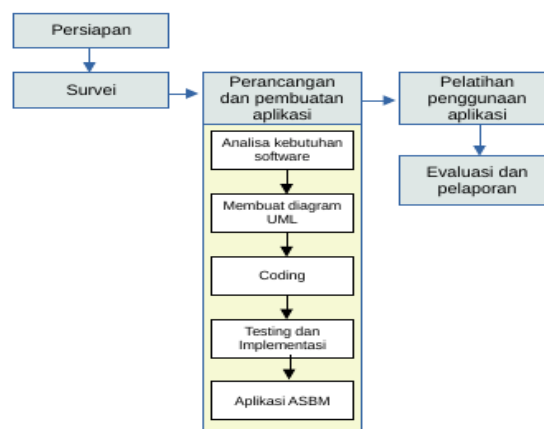 Persiapan
Survei
Perancangan
dan pembuatan
aplikasi
Analisa kebutuhan
software
Membuat diagram
UML
Coding
Testing dan
Implementasi
Aplikasi ASBM
Pelatihan
penggunaan
aplikasi
Evaluasi dan
pelaporan